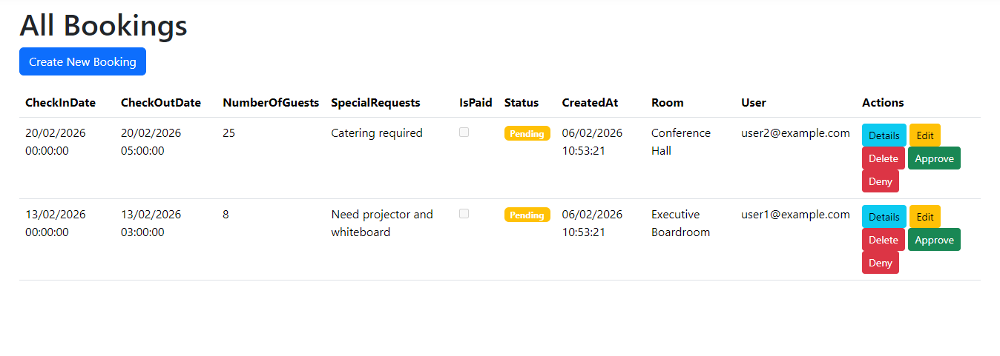 All Bookings
Create New Booking
CheckInDate CheckOutDate NumberOfGuests SpecialRequests IsPaid Status CreatedAt Room User Actions
20/02/2026 20/02/2026 25 Catering required Pending 06/02/2026 Conference user2@example.com Details Edit
00:00:00 05:00:00 10:53:21 Hall
Delete Approve
Deny
13/02/2026 13/02/2026 8 Need projector and Pending 06/02/2026 Executive user1@example.com Details Edit
00:00:00 03:00:00 whiteboard 10:53:21 Boardroom
Delete Approve
Deny